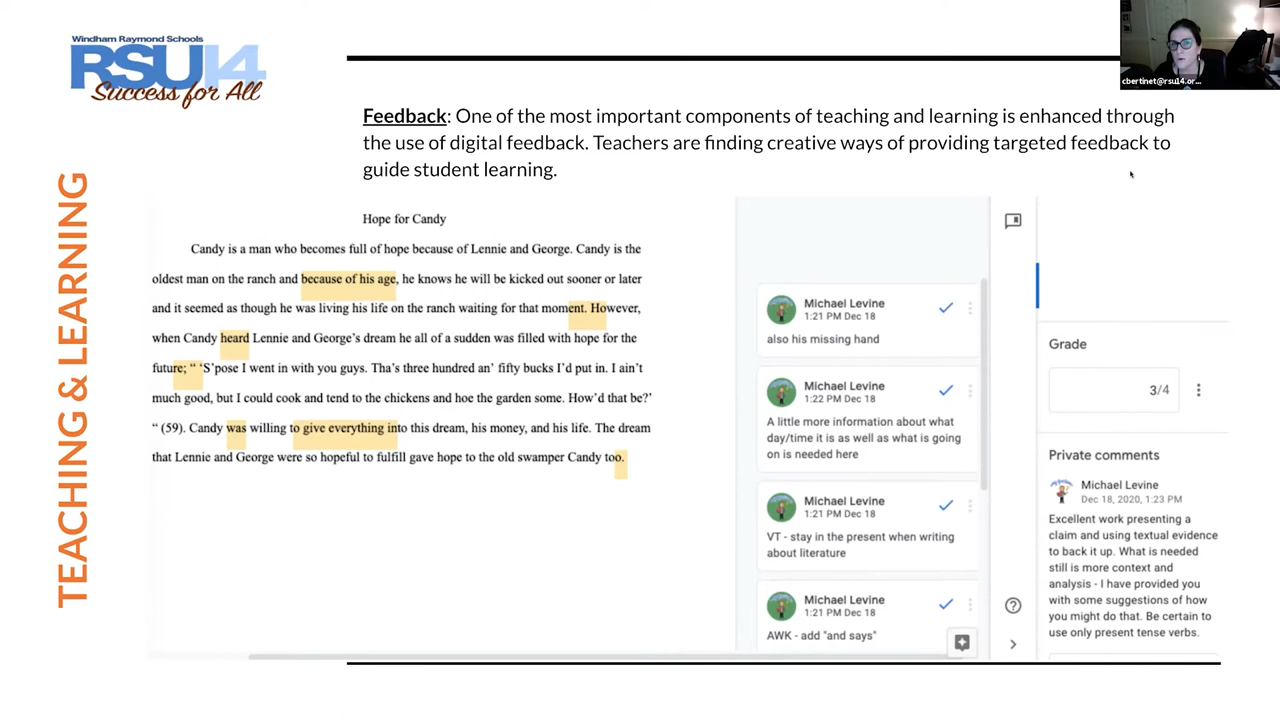 Windham Raymond Schools
RSU14
Success for All
cbertinet@rsu14.or...
TEACHING & LEARNING
Feedback: One of the most important components of teaching and learning is enhanced through
the use of digital feedback. Teachers are finding creative ways of providing targeted feedback to
guide student learning.
Hope for Candy
Candy is a man who becomes full of hope because of Lennie and George. Candy is the
oldest man on the ranch and because of his age, he knows he will be kicked out sooner or later
and it seemed as though he was living his life on the ranch waiting for that moment. However,
when Candy heard Lennie and George's dream he all of a sudden was filled with hope for the
future; “ ‘S’pose I went in with you guys. Tha’s three hundred an’ fifty bucks I’d put in. I ain’t
much good, but I could cook and tend to the chickens and hoe the garden some. How’d that be?’
“ (59). Candy was willing to give everything into this dream, his money, and his life. The dream
that Lennie and George were so hopeful to fulfill gave hope to the old swamper Candy too.
Michael Levine
1:21 PM Dec 18
also his missing hand
Michael Levine
1:22 PM Dec 18
A little more information about what
day/time it is as well as what is going
on is needed here
Michael Levine
1:21 PM Dec 18
VT - stay in the present when writing
about literature
Michael Levine
1:21 PM Dec 18
AWK - add "and says"
Grade
3/4
Private comments
Michael Levine
Dec 18, 2020, 1:23 PM
Excellent work presenting a
claim and using textual evidence
to back it up. What is needed
still is more context and
analysis - I have provided you
with some suggestions of how
you might do that. Be certain to
use only present tense verbs.